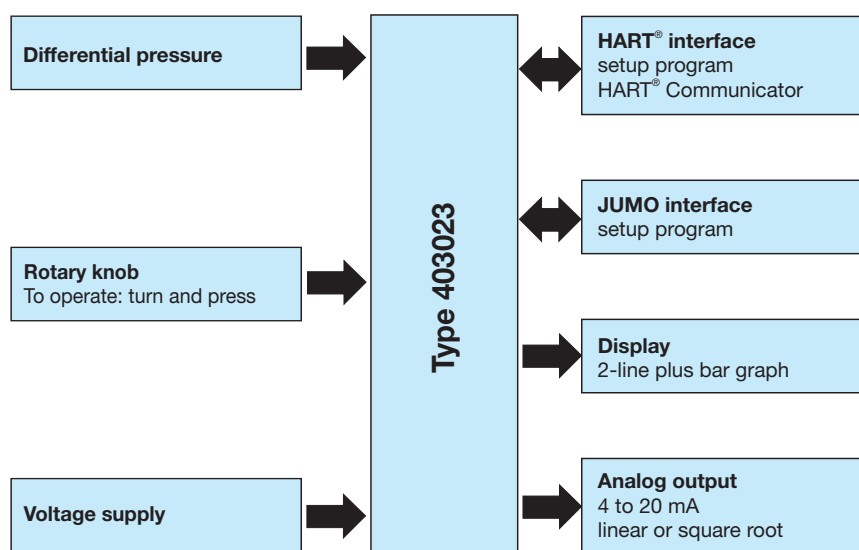 Differential pressure
Rotary knob
To operate: turn and press
Voltage supply
Type 403023
HART® interface
setup program
HART® Communicator
JUMO interface
setup program
Display
2-line plus bar graph
Analog output
4 to 20 mA
linear or square root